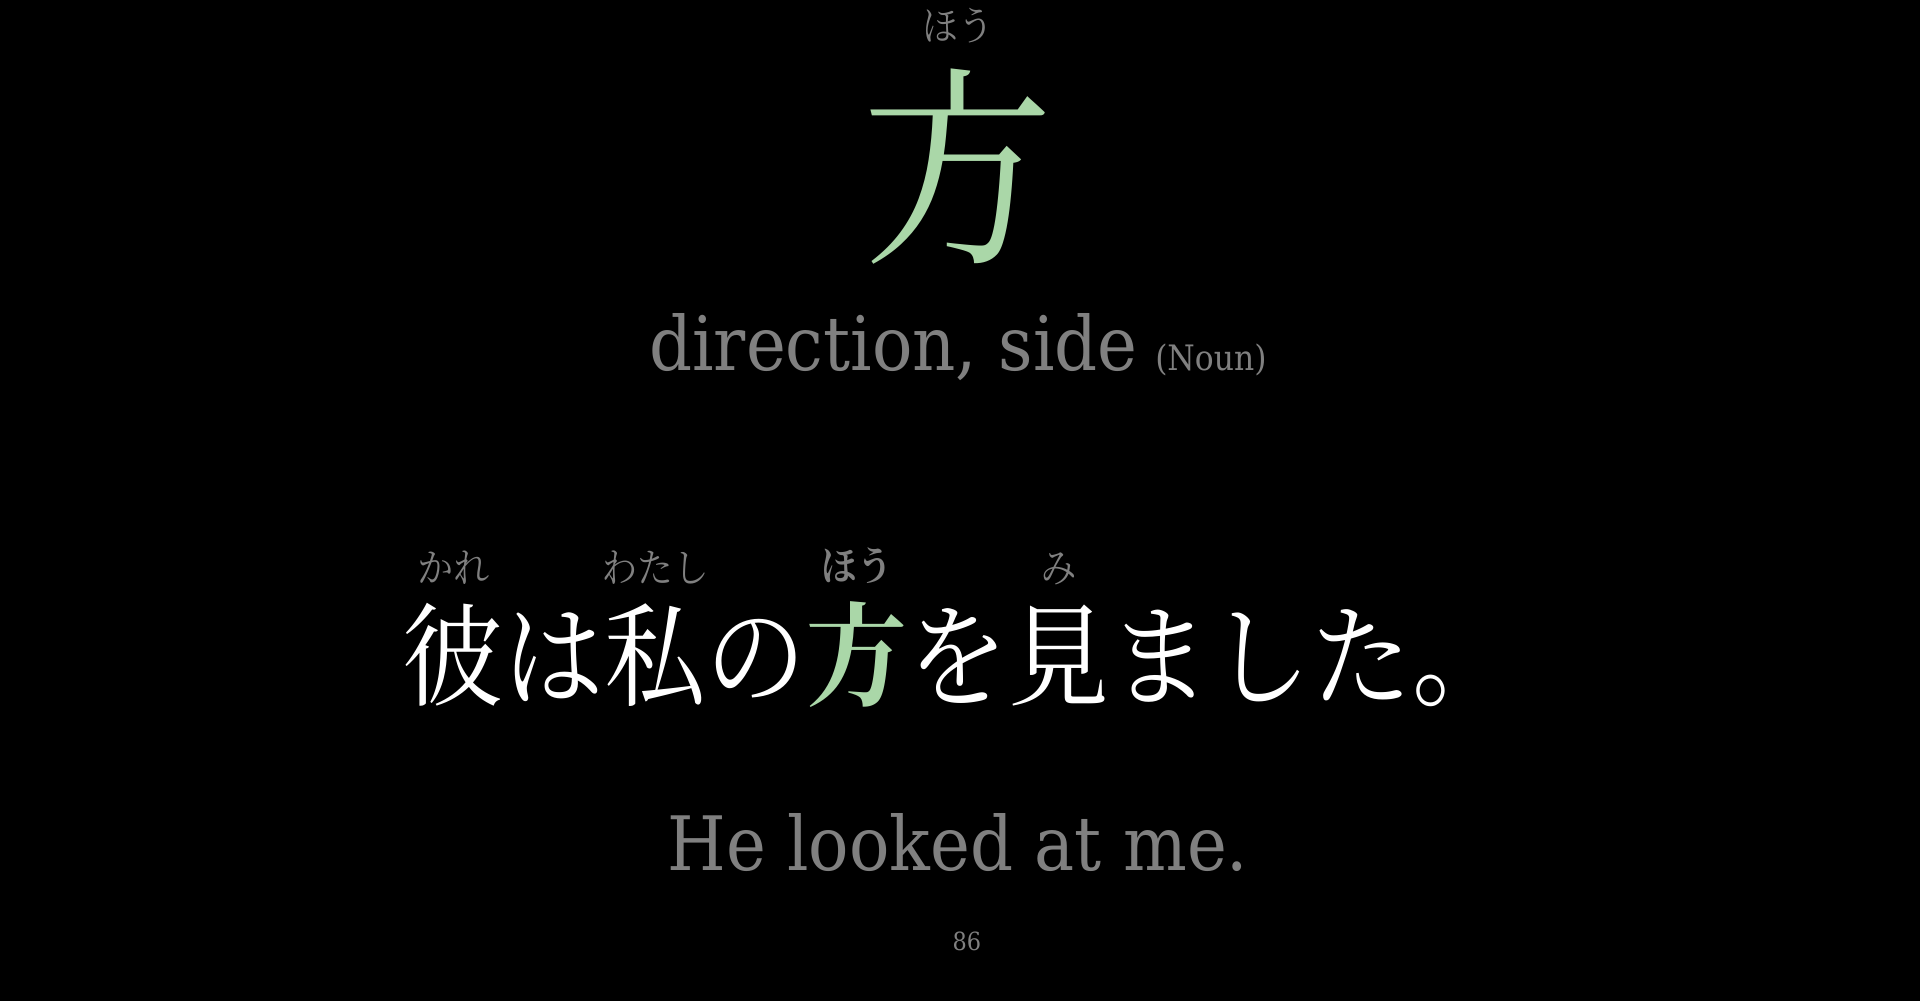 ほう
方
direction, side (Noun)
かれ わたし ほう み
彼は私の方を見ました。
He looked at me.
86